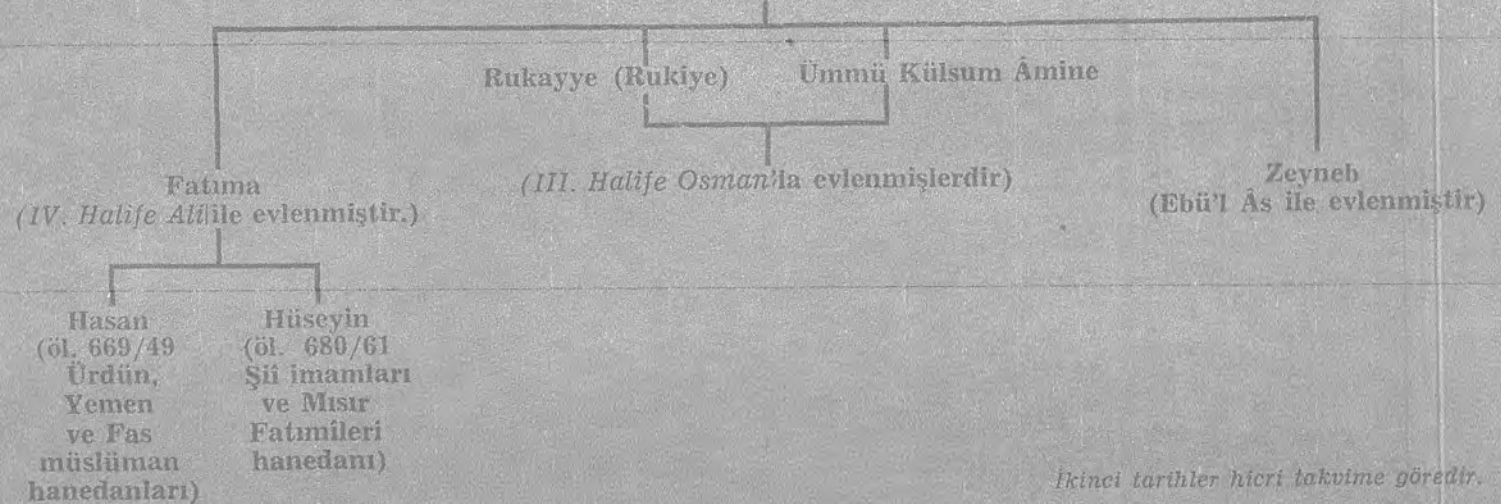 Rukayye (Rukiye)
Ümmü Külsum Âmine
Fatıma
(IV. Halife Ali ile evlenmiştir.)
(III. Halife Osman'la evlenmişlerdir)
Zeyneb
(Ebü'l Âs ile evlenmiştir)
Hasan
(öl. 669/49
Ürdün,
Yemen
ve Fas
müslüman
hanedanları)
Hüseyin
(öl. 680/61
Şiî imamları
ve Mısır
Fatımîleri
hanedanı)
İkinci tarihler hicri takvime göredir.